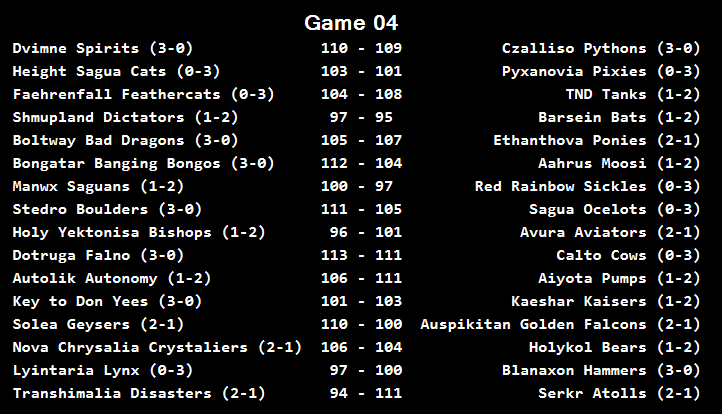 Game 04
Dvimne Spirits (3-0) 110 - 109 Czalliso Pythons (3-0)
Height Sagua Cats (0-3) 103 - 101 Pyxanovia Pixies (0-3)
Faehrenfall Feathercats (0-3) 104 - 108 TND Tanks (1-2)
Shmupland Dictators (1-2) 97 - 95 Barsein Bats (1-2)
Boltway Bad Dragons (3-0) 105 - 107 Ethanthova Ponies (2-1)
Bongatar Banging Bongos (3-0) 112 - 104 Aahrus Moosi (1-2)
Manwx Saguans (1-2) 100 - 97 Red Rainbow Sickles (0-3)
Stedro Boulders (3-0) 111 - 105 Sagua Ocelots (0-3)
Holy Yektonisa Bishops (1-2) 96 - 101 Avura Aviators (2-1)
Dotruga Falno (3-0) 113 - 111 Calto Cows (0-3)
Autolik Autonomy (1-2) 106 - 111 Aiyota Pumps (1-2)
Key to Don Yees (3-0) 101 - 103 Kaeshar Kaisers (1-2)
Solea Geysers (2-1) 110 - 100 Auspikitan Golden Falcons (2-1)
Nova Chrysalia Crystaliers (2-1) 106 - 104 Holykol Bears (1-2)
Lyintaria Lynx (0-3) 97 - 100 Blanaxon Hammers (3-0)
Transhimalia Disasters (2-1) 94 - 111 Serkr Atolls (2-1)